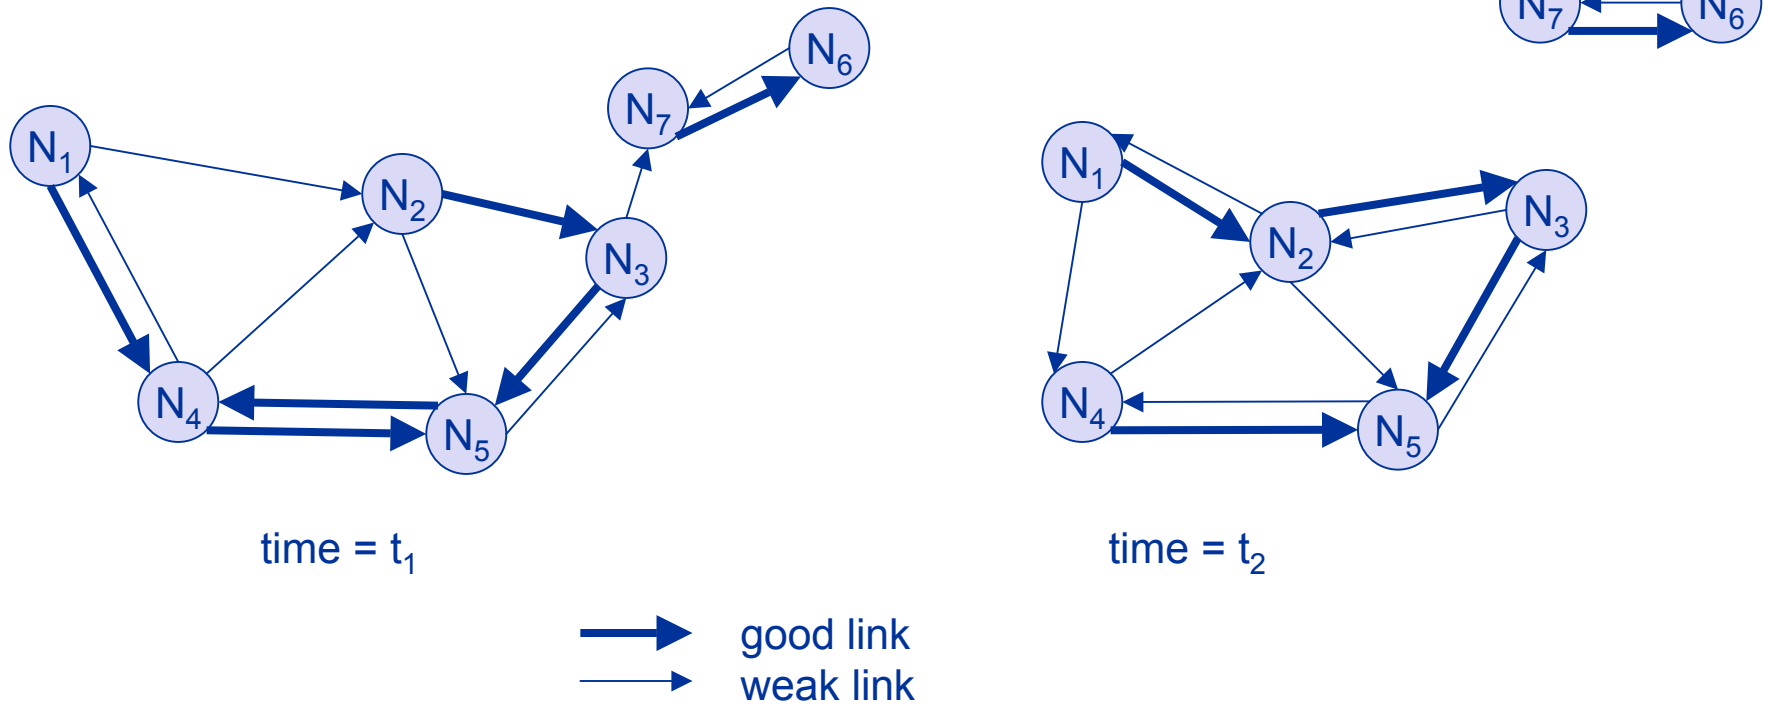 N₆
N₇
N₁
N₂
N₃
N₄
N₅
time = t₁
N₇
N₆
N₁
N₂
N₃
N₄
N₅
time = t₂
good link
weak link